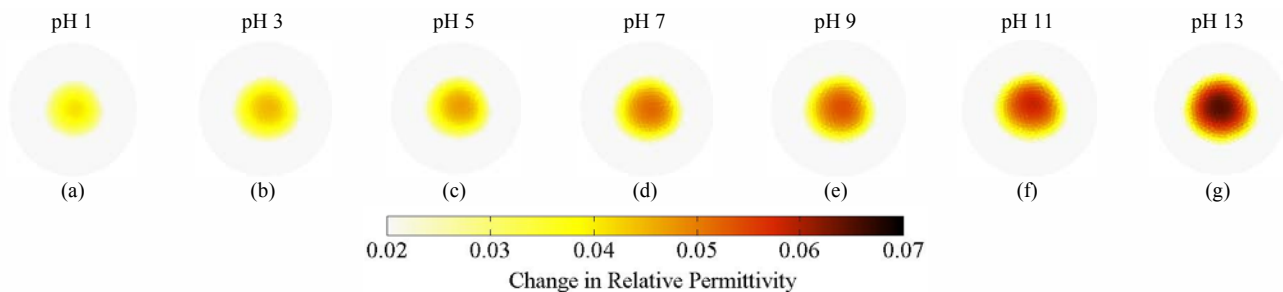 pH 1 pH 3 pH 5 pH 7 pH 9 pH 11 pH 13
(a) (b) (c) (d) (e) (f) (g)
0.02 0.03 0.04 0.05 0.06 0.07
Change in Relative Permittivity